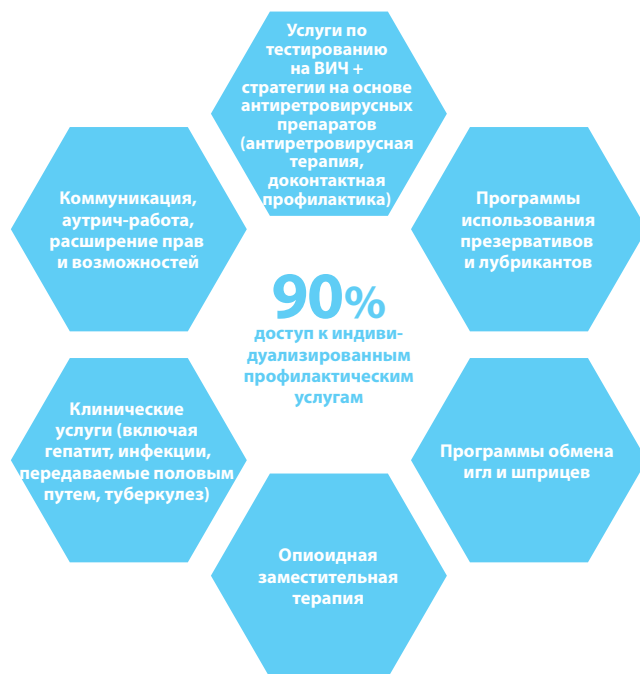 Услуги по
тестированию
на ВИЧ +
стратегии на основе
антиретровирусных
препаратов
(антиретровирусная
терапия,
доконтактная
профилактика)
Коммуникация,
аутрич-работа,
расширение прав
и возможностей
Программы
использования
презервативов
и лубрикантов
90%
доступ к индиви-
дуализированным
профилактическим
услугам
Клинические
услуги (включая
гепатит, инфекции,
передаваемые половым
путем, туберкулез)
Программы обмена
игл и шприцев
Опиоидная
заместительная
терапия